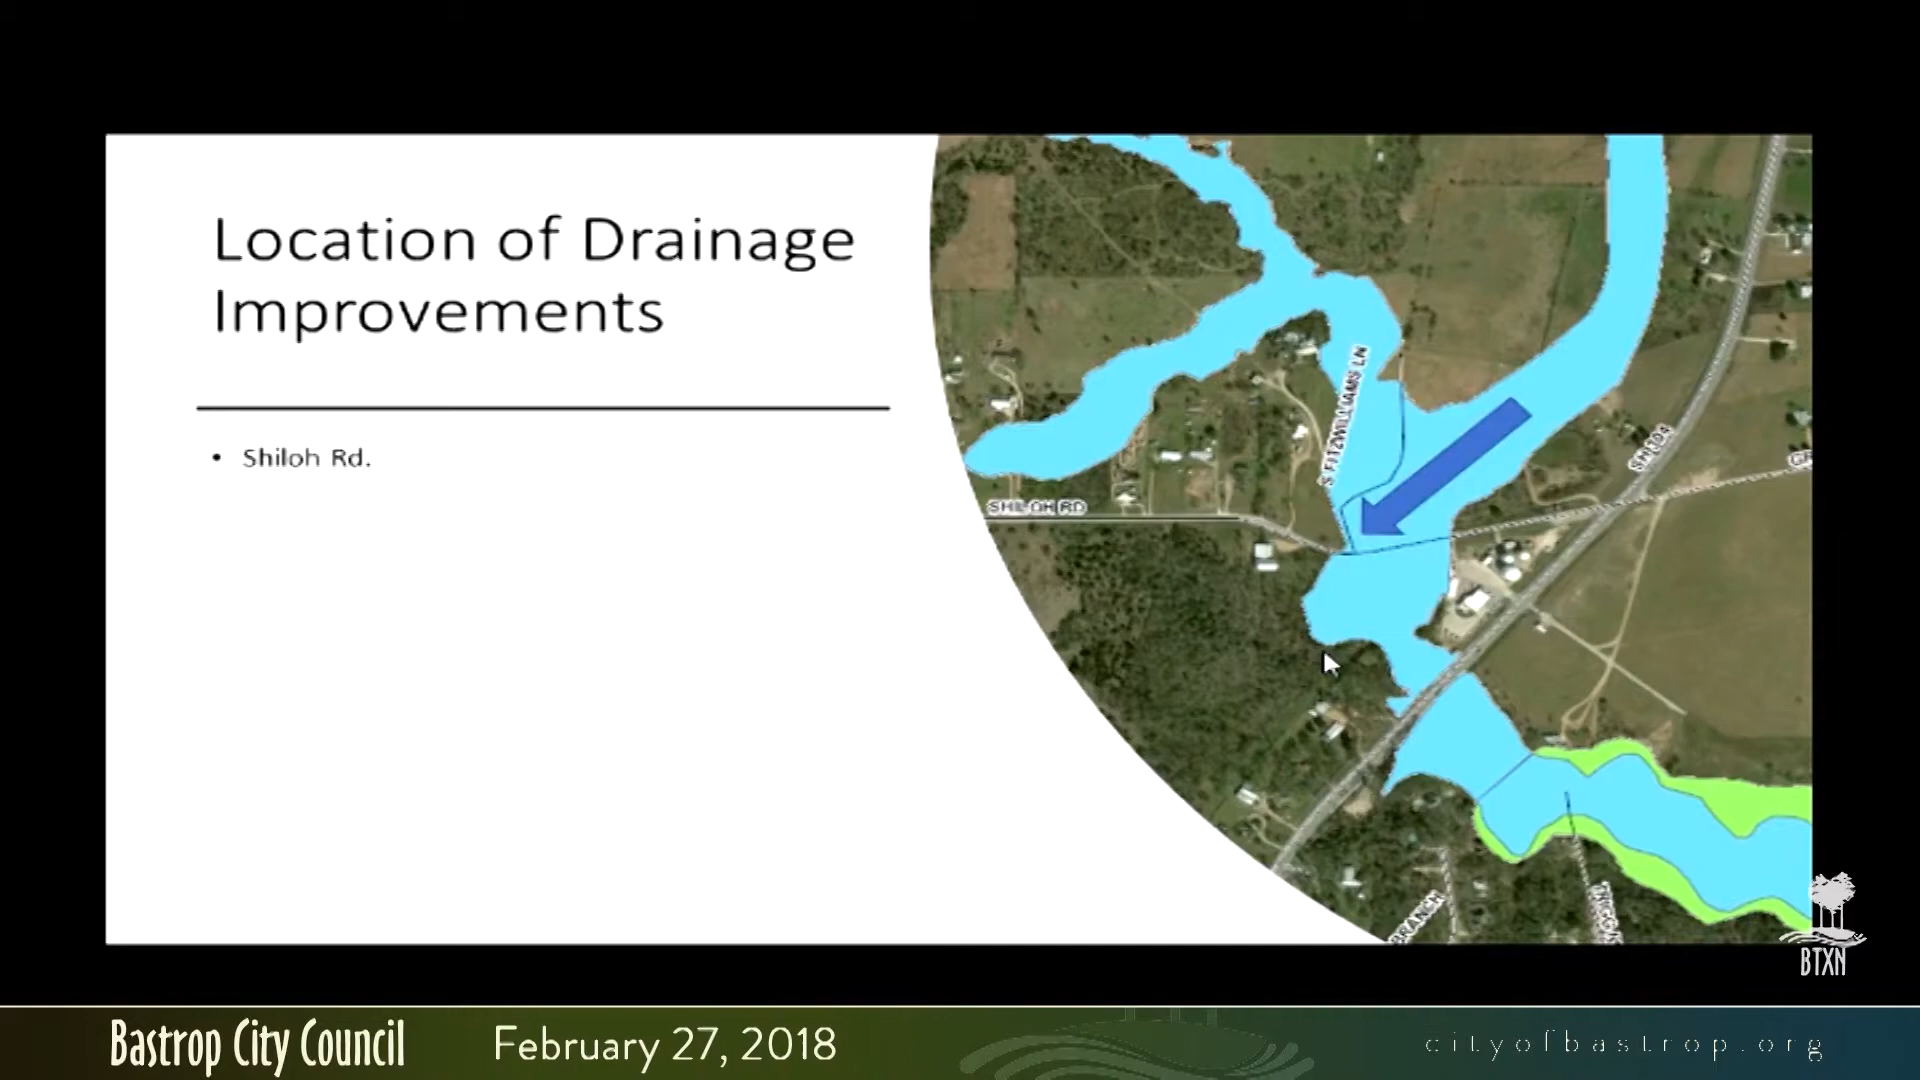 Location of Drainage
Improvements
• Shiloh Rd.
S FITZWILLIAMS LN
SHILOH RD
SH 304
BRANCH
BTXN
Bastrop City Council
February 27, 2018
cityofbastrop.org